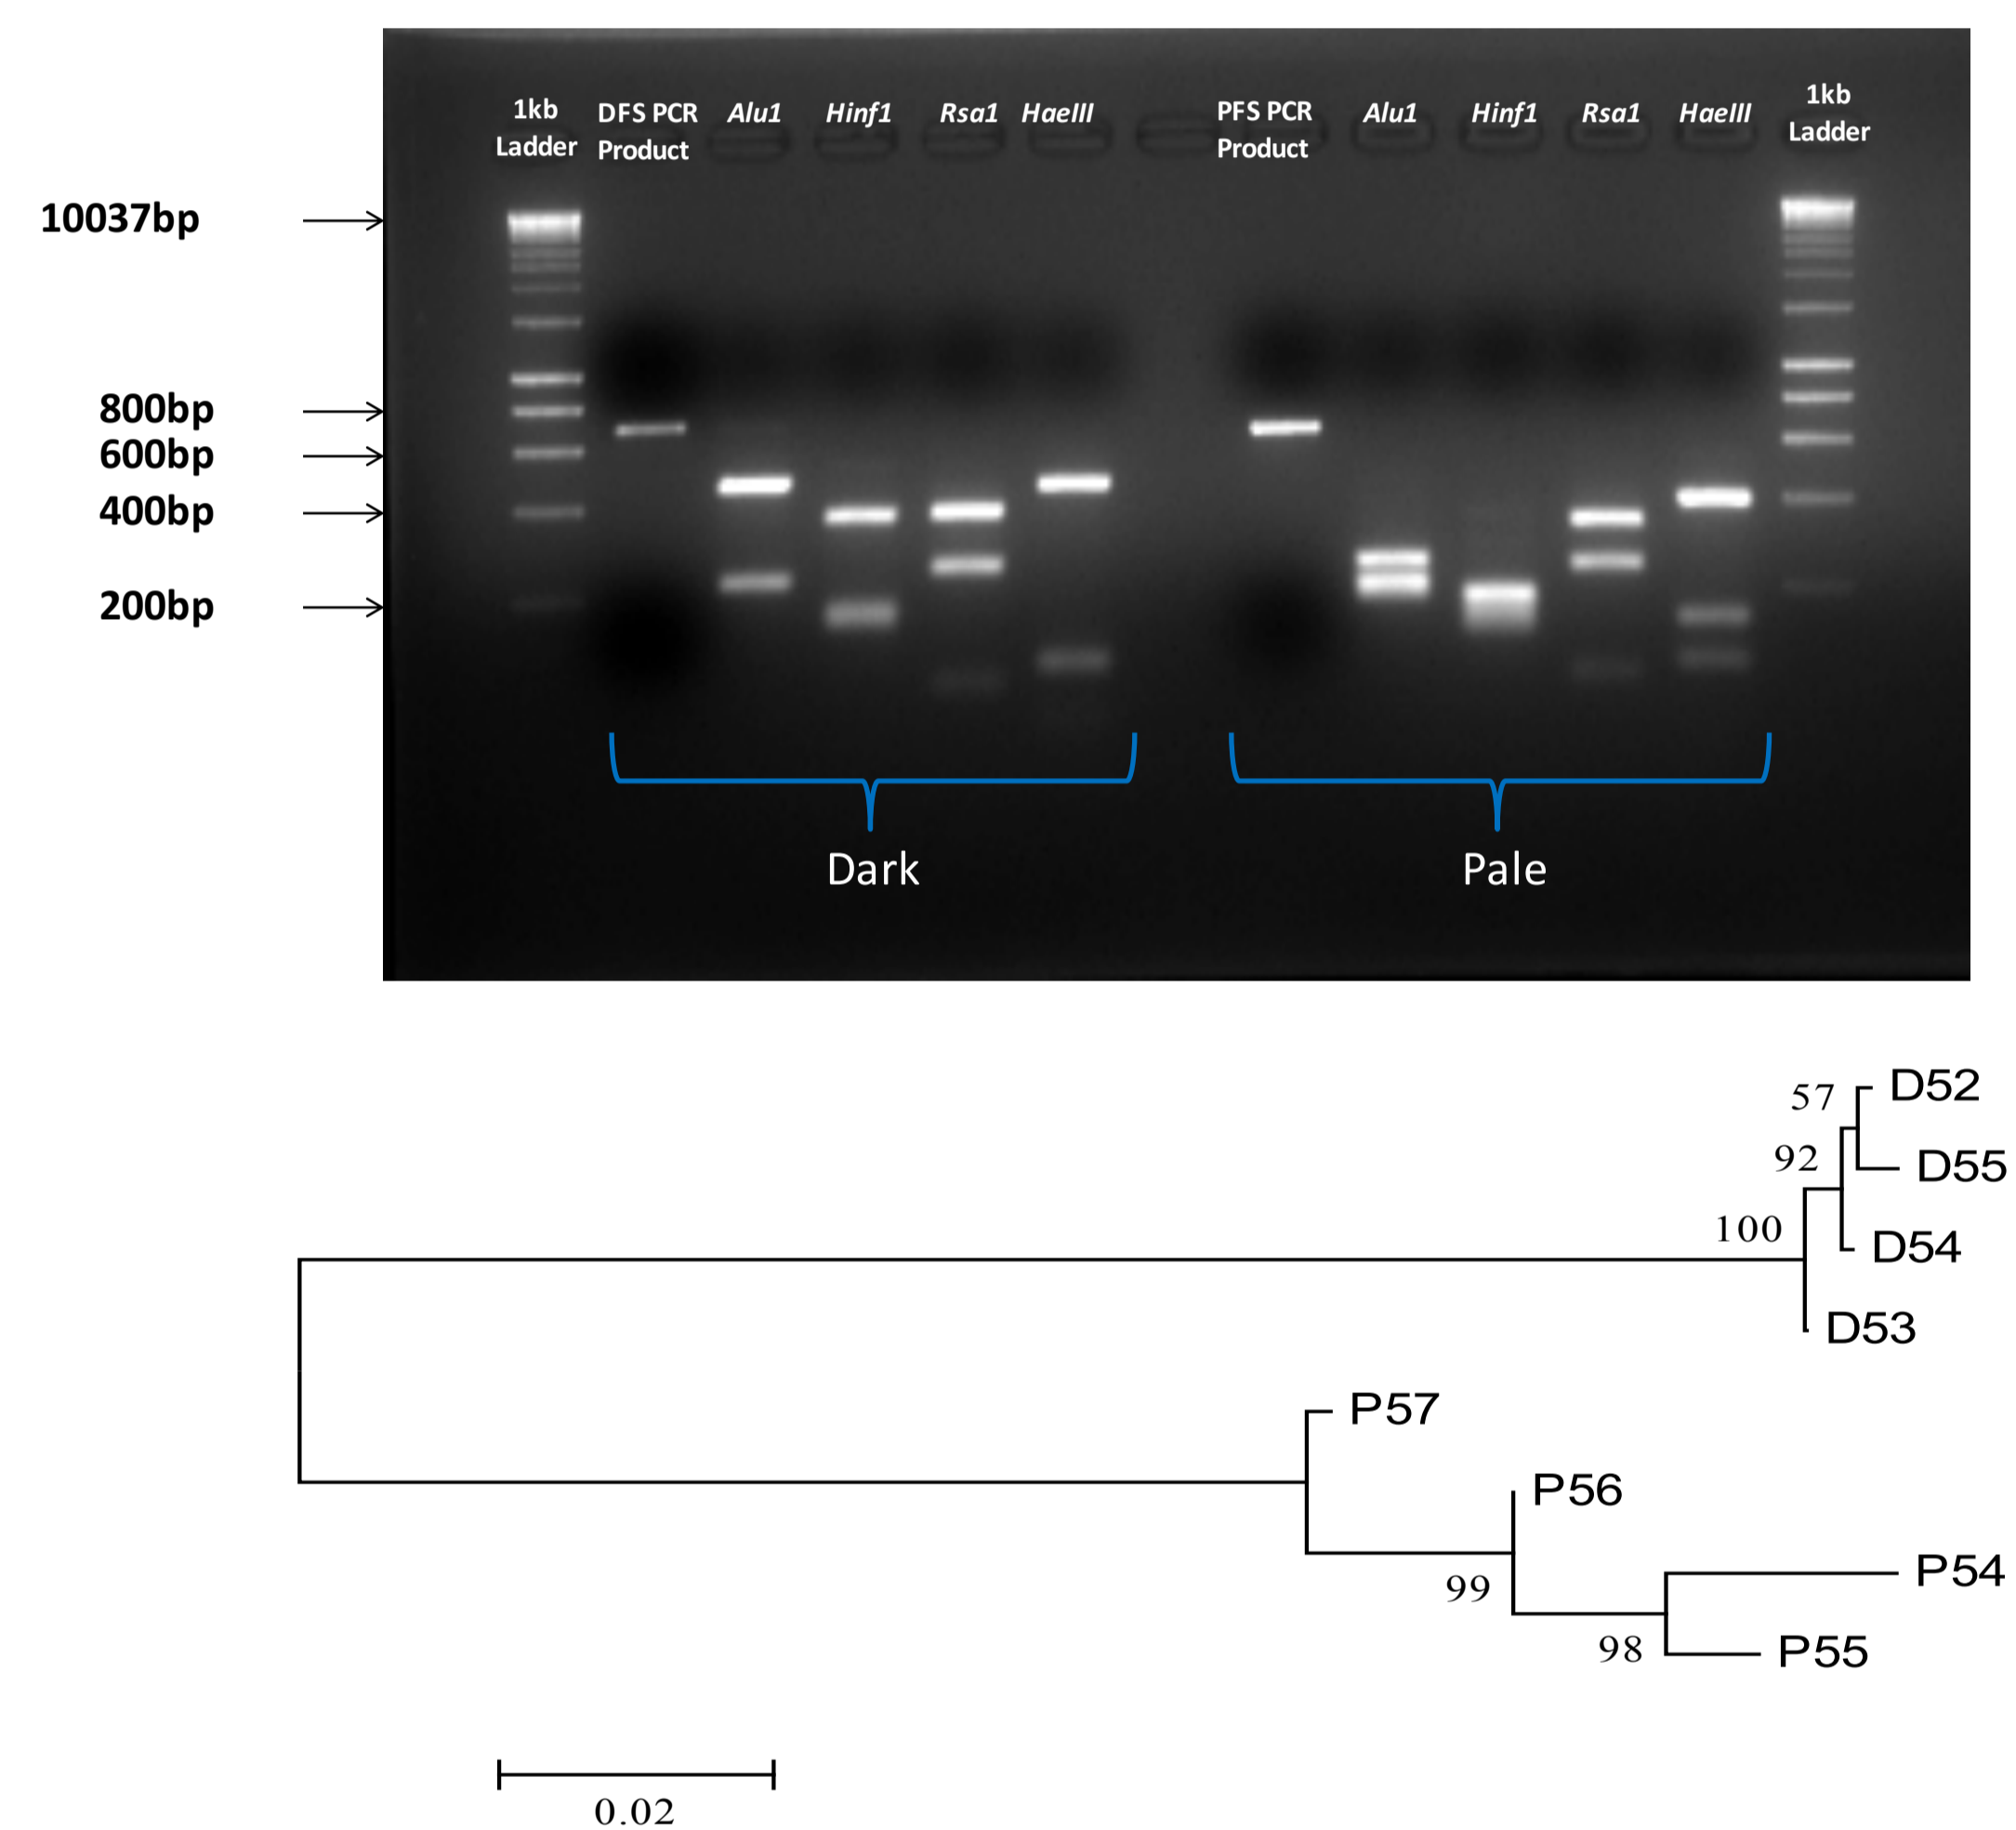 1kb
Ladder
DFS PCR
Product
Alu1
Hinf1
Rsa1
HaeIII
PFS PCR
Product
Alu1
Hinf1
Rsa1
HaeIII
1kb
Ladder
10037bp
800bp
600bp
400bp
200bp
Dark
Pale
57
D52
92
D55
100
D54
D53
P57
P56
99
P54
98
P55
0.02